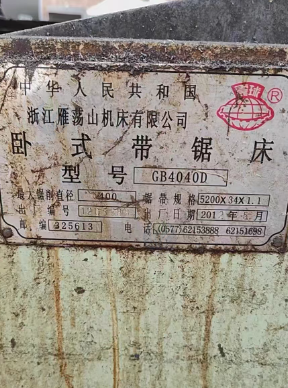 中华人民共和国
浙江雁荡山机床有限公司
卧式带锯床
型号 GB4040D
最大锯削直径 400 锯带规格 5200X34X1.1
出厂编号 出厂日期 2012年 月
邮编 325613 电话 (0577)62153888 62151698